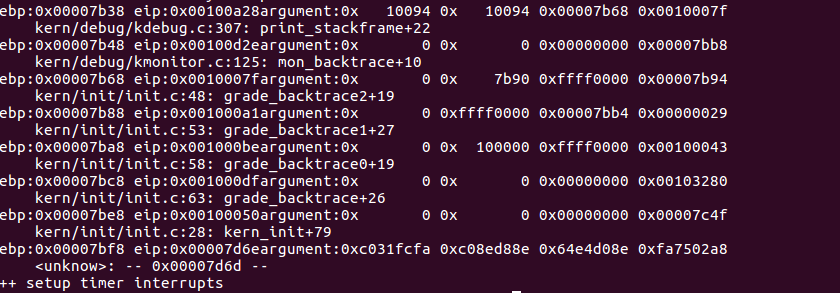 ebp:0x00007b38 eip:0x00100a28argument:0x   10094 0x   10094 0x00007b68 0x0010007f
    kern/debug/kdebug.c:307: print_stackframe+22
ebp:0x00007b48 eip:0x00100d2eargument:0x       0 0x       0 0x00000000 0x00007bb8
    kern/debug/kmonitor.c:125: mon_backtrace+10
ebp:0x00007b68 eip:0x0010007fargument:0x       0 0x    7b90 0xffff0000 0x00007b94
    kern/init/init.c:48: grade_backtrace2+19
ebp:0x00007b88 eip:0x001000a1argument:0x       0 0xffff0000 0x00007bb4 0x00000029
    kern/init/init.c:53: grade_backtrace1+27
ebp:0x00007ba8 eip:0x001000beargument:0x       0 0x  100000 0xffff0000 0x00100043
    kern/init/init.c:58: grade_backtrace0+19
ebp:0x00007bc8 eip:0x001000dfargument:0x       0 0x       0 0x00000000 0x00103280
    kern/init/init.c:63: grade_backtrace+26
ebp:0x00007be8 eip:0x00100050argument:0x       0 0x       0 0x00000000 0x00007c4f
    kern/init/init.c:28: kern_init+79
ebp:0x00007bf8 eip:0x00007d6eargument:0xc031fcfa 0xc08ed88e 0x64e4d08e 0xfa7502a8
    <unknow>: -- 0x00007d6d --
++ setup timer interrupts